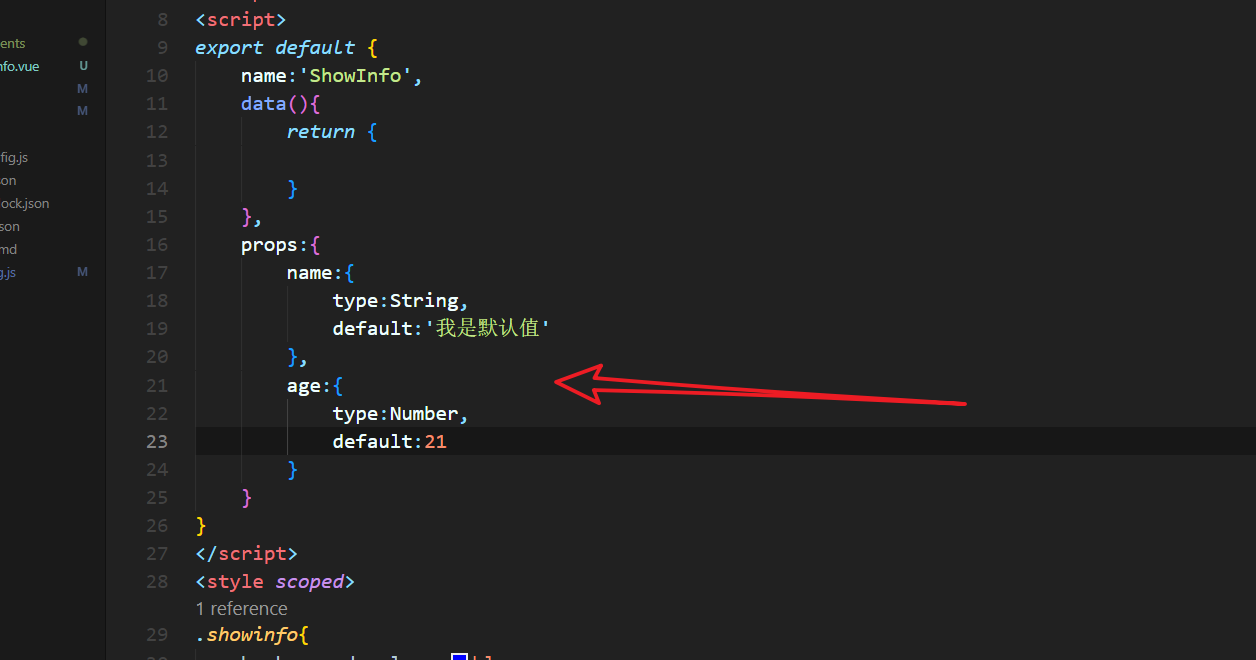 8 <script>
ents
9 export default {
nfo.vue U
10 name:'ShowInfo',
M
11 data(){
M
12 return {
13
fig.js
14 }
son
ock.json
15 },
son
16 props:{
md
17 name:{
g.js M
18 type:String,
19 default:'我是默认值'
20 },
21 age:{
22 type:Number,
23 default:21
24 }
25 }
26 }
27 </script>
28 <style scoped>
1 reference
29 .showinfo{